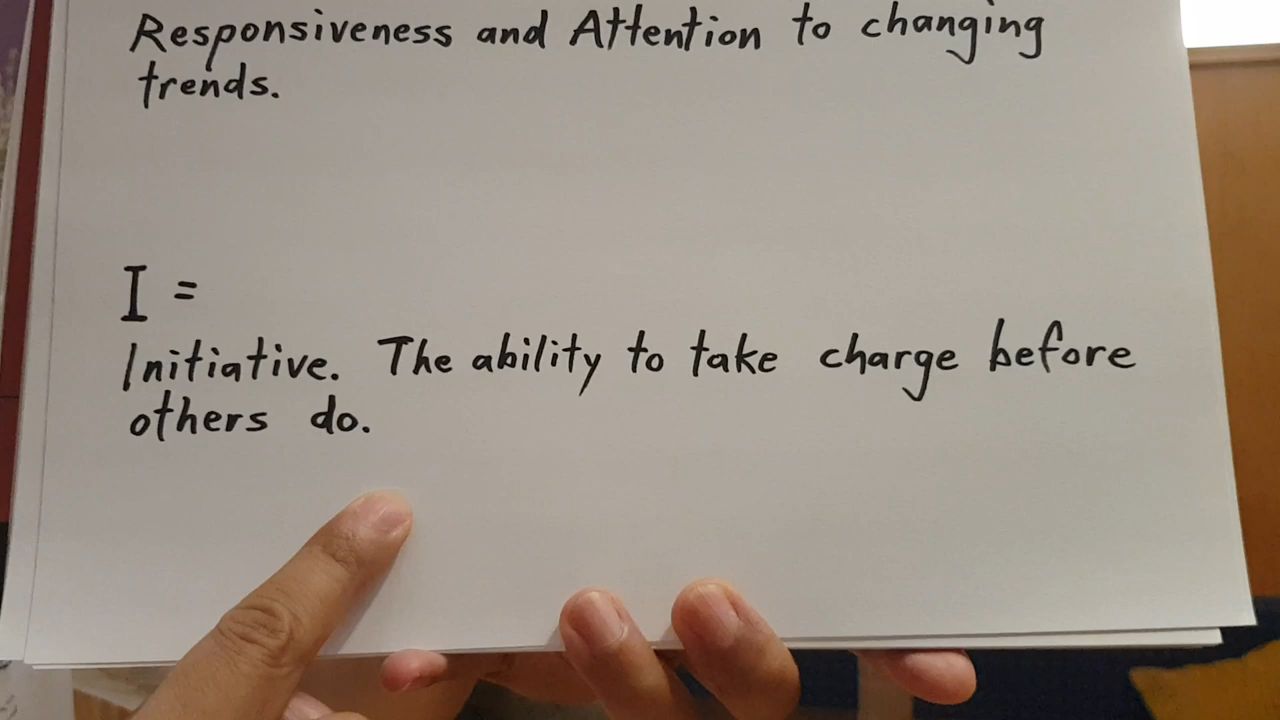 Responsiveness and Attention to changing
trends.
I =
Initiative. The ability to take charge before
others do.